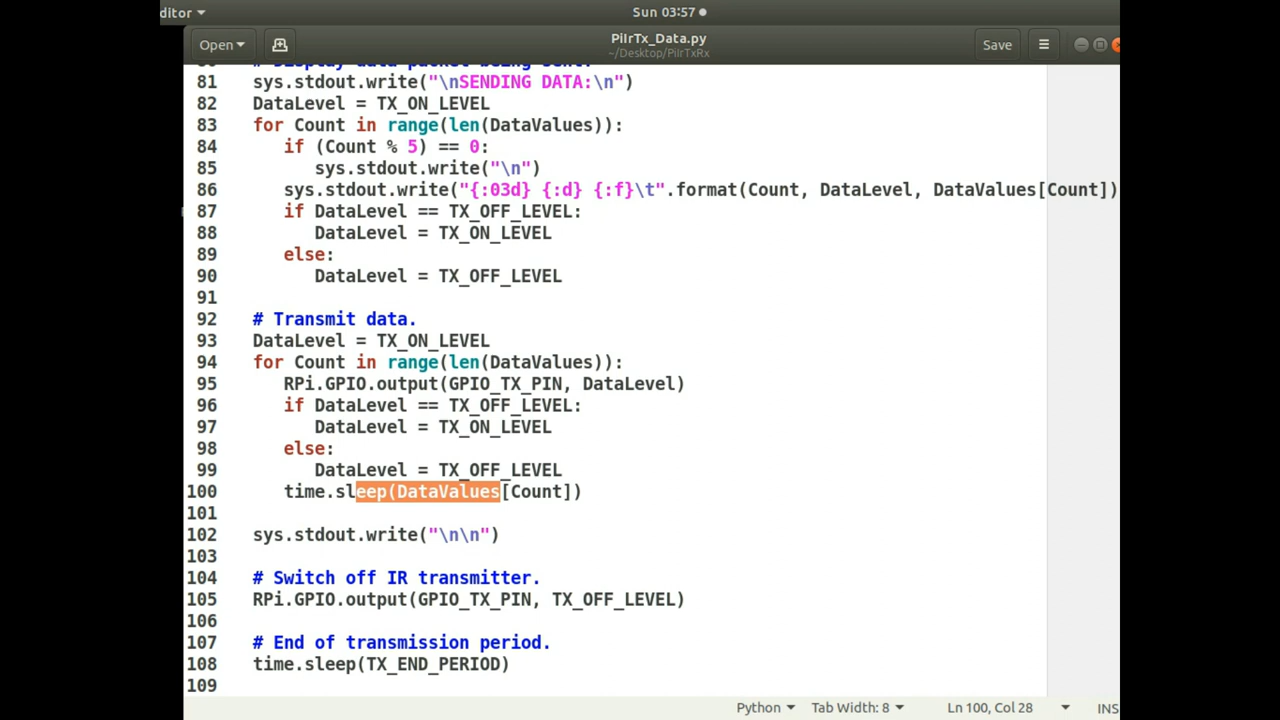 ditor
Sun 03:57
Open
PiIrTx_Data.py
~/Desktop/PiIrTxRx
Save
# Display data packet being sent.
81 sys.stdout.write("\nSENDING DATA:\n")
82 DataLevel = TX_ON_LEVEL
83 for Count in range(len(DataValues)):
84 if (Count % 5) == 0:
85 sys.stdout.write("\n")
86 sys.stdout.write("{:03d} {:d} {:f}\t".format(Count, DataLevel, DataValues[Count])
87 if DataLevel == TX_OFF_LEVEL:
88 DataLevel = TX_ON_LEVEL
89 else:
90 DataLevel = TX_OFF_LEVEL
91
92 # Transmit data.
93 DataLevel = TX_ON_LEVEL
94 for Count in range(len(DataValues)):
95 RPi.GPIO.output(GPIO_TX_PIN, DataLevel)
96 if DataLevel == TX_OFF_LEVEL:
97 DataLevel = TX_ON_LEVEL
98 else:
99 DataLevel = TX_OFF_LEVEL
100 time.sleep(DataValues[Count])
101
102 sys.stdout.write("\n\n")
103
104 # Switch off IR transmitter.
105 RPi.GPIO.output(GPIO_TX_PIN, TX_OFF_LEVEL)
106
107 # End of transmission period.
108 time.sleep(TX_END_PERIOD)
109
Python
Tab Width: 8
Ln 100, Col 28
INS